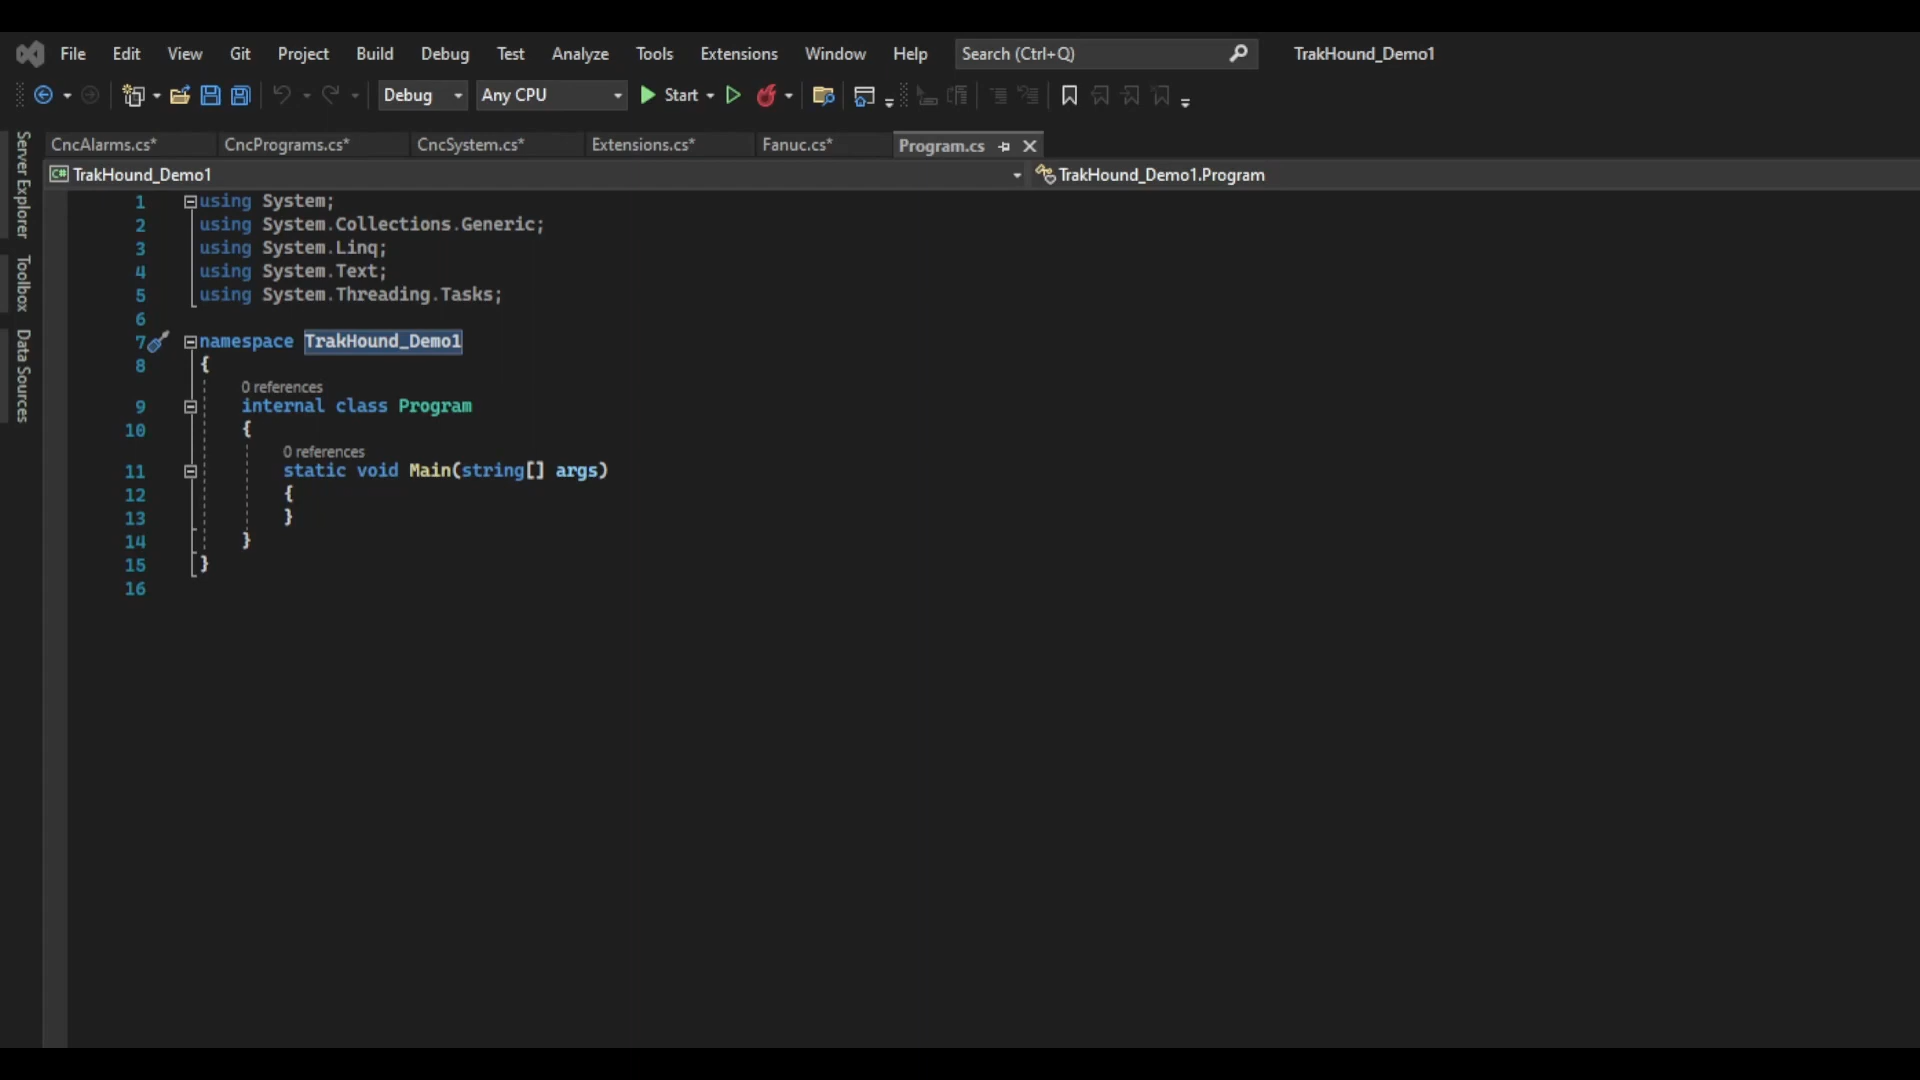 File Edit View Git Project Build Debug Test Analyze Tools Extensions Window Help Search (Ctrl+Q) TrakHound_Demo1
Debug Any CPU Start
CncAlarms.cs* CncPrograms.cs* CncSystem.cs* Extensions.cs* Fanuc.cs* Program.cs
C# TrakHound_Demo1 TrakHound_Demo1.Program
Server Explorer
Toolbox
Data Sources
1 using System;
2 using System.Collections.Generic;
3 using System.Linq;
4 using System.Text;
5 using System.Threading.Tasks;
6
7 namespace TrakHound_Demo1
8 {
0 references
9 internal class Program
10 {
0 references
11 static void Main(string[] args)
12 {
13 }
14 }
15 }
16